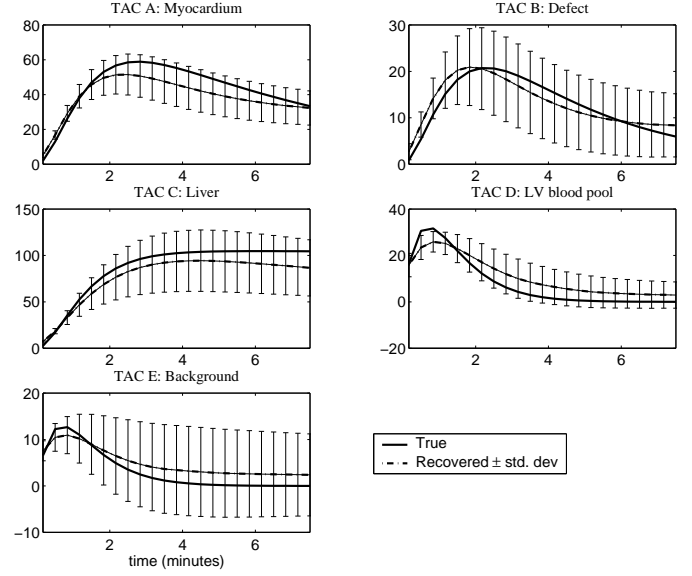 TAC A: Myocardium
80
60
40
20
0
2 4 6
TAC B: Defect
30
20
10
0
2 4 6
TAC C: Liver
150
100
50
0
2 4 6
TAC D: LV blood pool
40
20
0
−20
2 4 6
TAC E: Background
20
10
0
−10
2 4 6
time (minutes)
True
Recovered ± std. dev